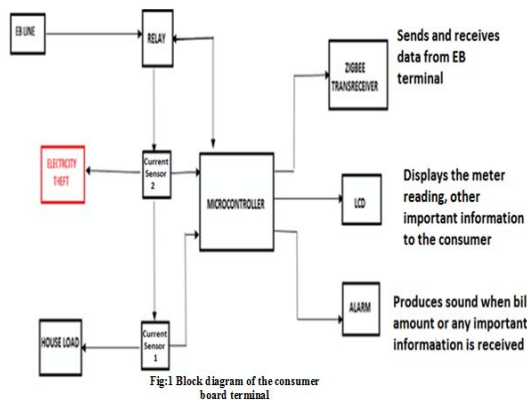 EB LINE
RELAY
ZIGBEE
TRANSRECEIVER
Sends and receives
data from EB
terminal
ELECTRICITY
THEFT
Current
Sensor
2
MICROCONTROLLER
LCD
Displays the meter
reading, other
important information
to the consumer
HOUSE LOAD
Current
Sensor
1
ALARM
Produces sound when bil
amount or any important
informaation is received
Fig:1 Block diagram of the consumer
board terminal